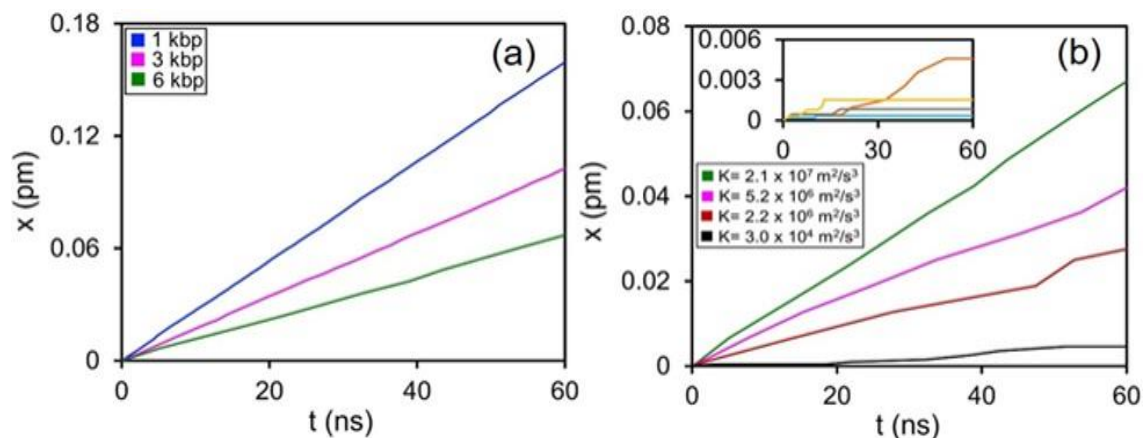 0.18
0.12
0.06
0
x (pm)
1 kbp
3 kbp
6 kbp
(a)
0 20 40 60
t (ns)
0.08
0.06
0.04
0.02
0
x (pm)
0.006
0.003
0
0 30 60
(b)
K= 2.1 x 10⁷ m²/s³
K= 5.2 x 10⁶ m²/s³
K= 2.2 x 10⁶ m²/s³
K= 3.0 x 10⁴ m²/s³
0 20 40 60
t (ns)